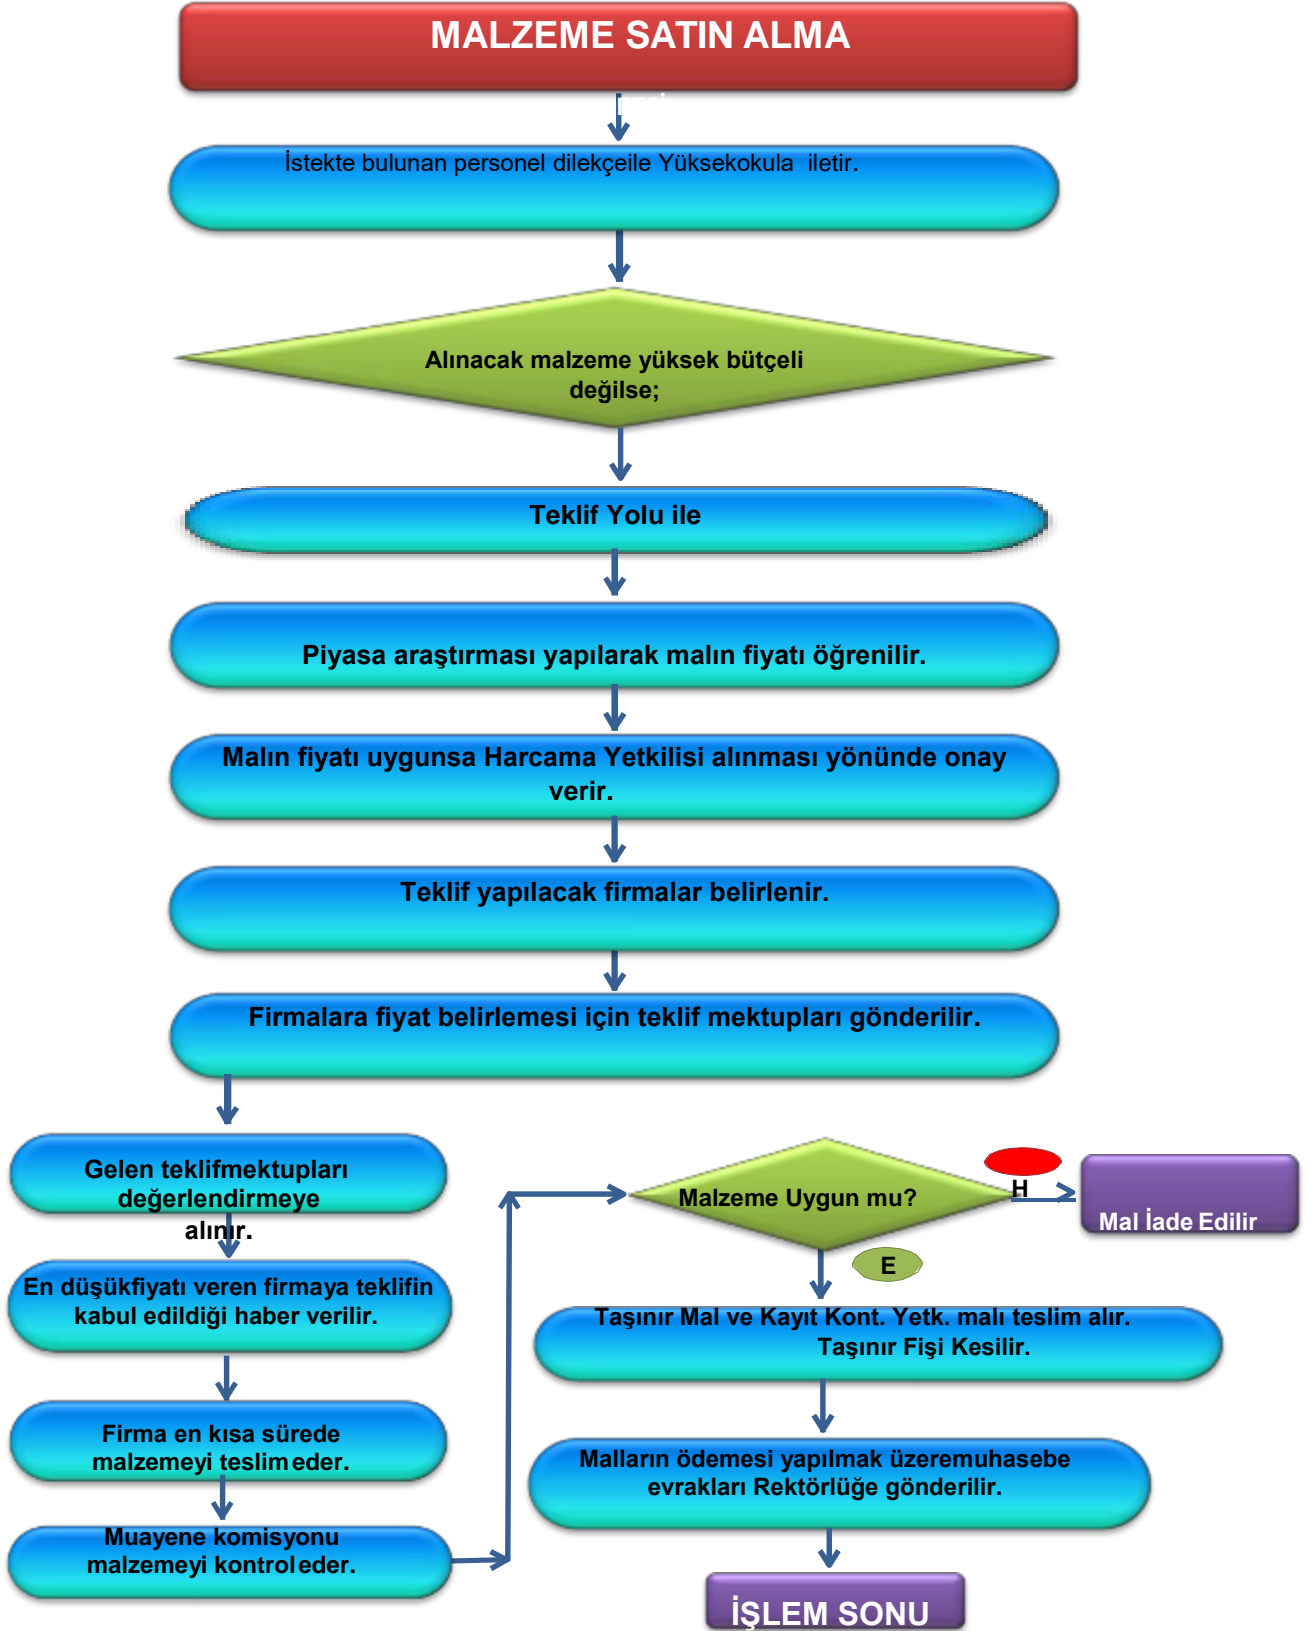 MALZEME SATIN ALMA
İstekte bulunan personel dilekçeile Yüksekokula iletir.
Alınacak malzeme yüksek bütçeli
değilse;
Teklif Yolu ile
Piyasa araştırması yapılarak malın fiyatı öğrenilir.
Malın fiyatı uygunsa Harcama Yetkilisi alınması yönünde onay
verir.
Teklif yapılacak firmalar belirlenir.
Firmalara fiyat belirlemesi için teklif mektupları gönderilir.
Gelen teklifmektupları
değerlendirmeye
alınır.
En düşükfiyatı veren firmaya teklifin
kabul edildiği haber verilir.
Firma en kısa sürede
malzemeyi teslimeder.
Muayene komisyonu
malzemeyi kontroleder.
Malzeme Uygun mu?
H
Mal İade Edilir
E
Taşınır Mal ve Kayıt Kont. Yetk. malı teslim alır.
Taşınır Fişi Kesilir.
Malların ödemesi yapılmak üzeremuhasebe
evrakları Rektörlüğe gönderilir.
İŞLEM SONU